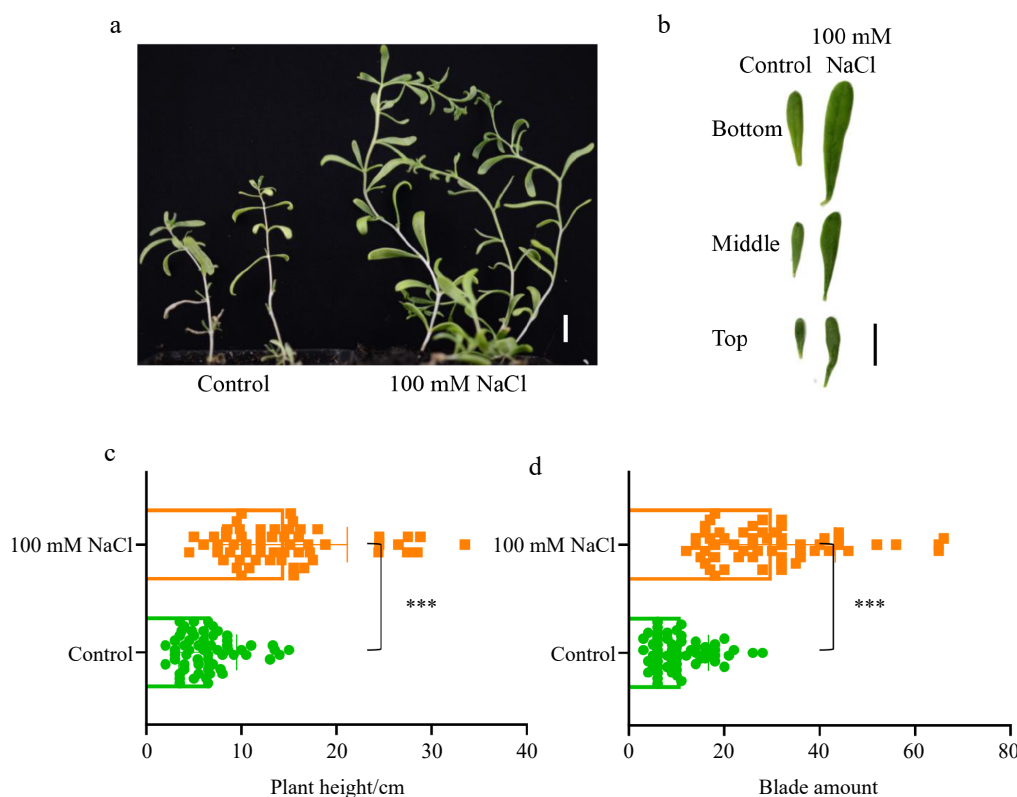 a
Control
100 mM NaCl
b
Control
100 mM
NaCl
Bottom
Middle
Top
c
100 mM NaCl
Control
***
0
10
20
30
40
Plant height/cm
d
100 mM NaCl
Control
***
0
20
40
60
80
Blade amount